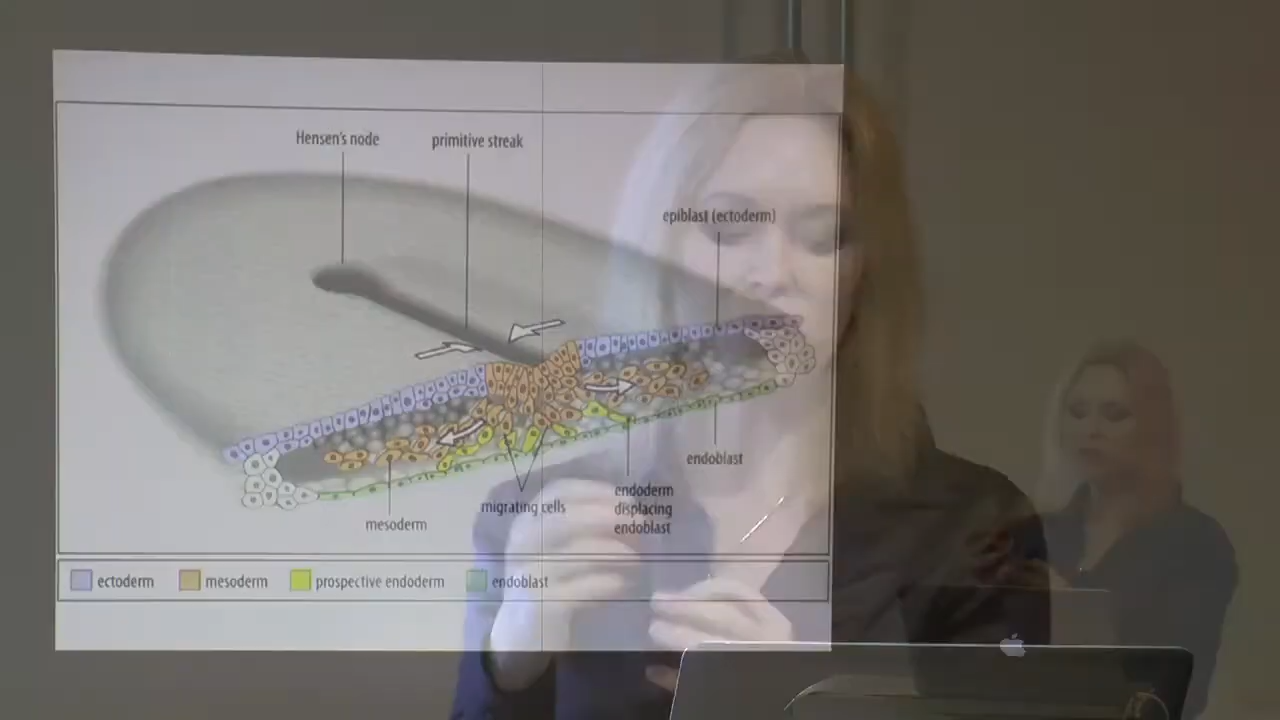 Hensen's node
primitive streak
epiblast (ectoderm)
endoblast
migrating cells
endoderm
displacing
endoblast
mesoderm
ectoderm
mesoderm
prospective endoderm
endoblast